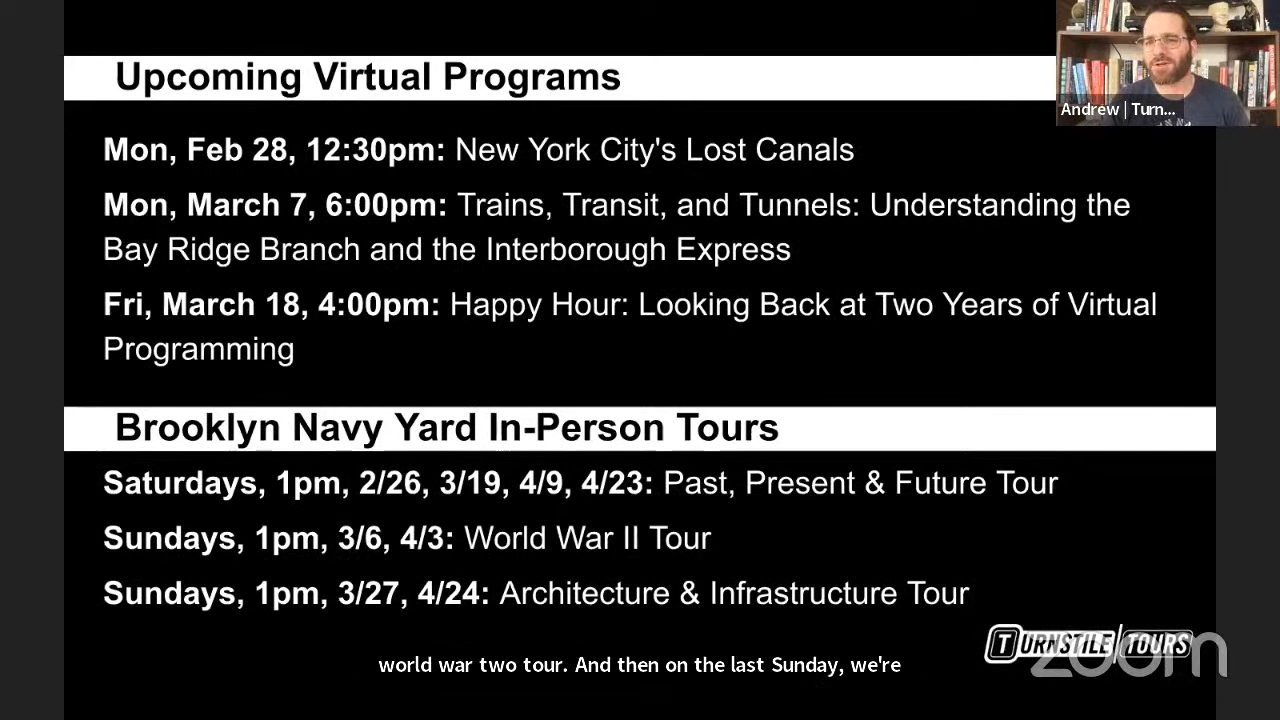 Upcoming Virtual Programs
Andrew | Turn...
Mon, Feb 28, 12:30pm: New York City's Lost Canals
Mon, March 7, 6:00pm: Trains, Transit, and Tunnels: Understanding the
Bay Ridge Branch and the Interborough Express
Fri, March 18, 4:00pm: Happy Hour: Looking Back at Two Years of Virtual
Programming
Brooklyn Navy Yard In-Person Tours
Saturdays, 1pm, 2/26, 3/19, 4/9, 4/23: Past, Present & Future Tour
Sundays, 1pm, 3/6, 4/3: World War II Tour
Sundays, 1pm, 3/27, 4/24: Architecture & Infrastructure Tour
TURNSTILE TOURS
zoom
world war two tour. And then on the last Sunday, we're